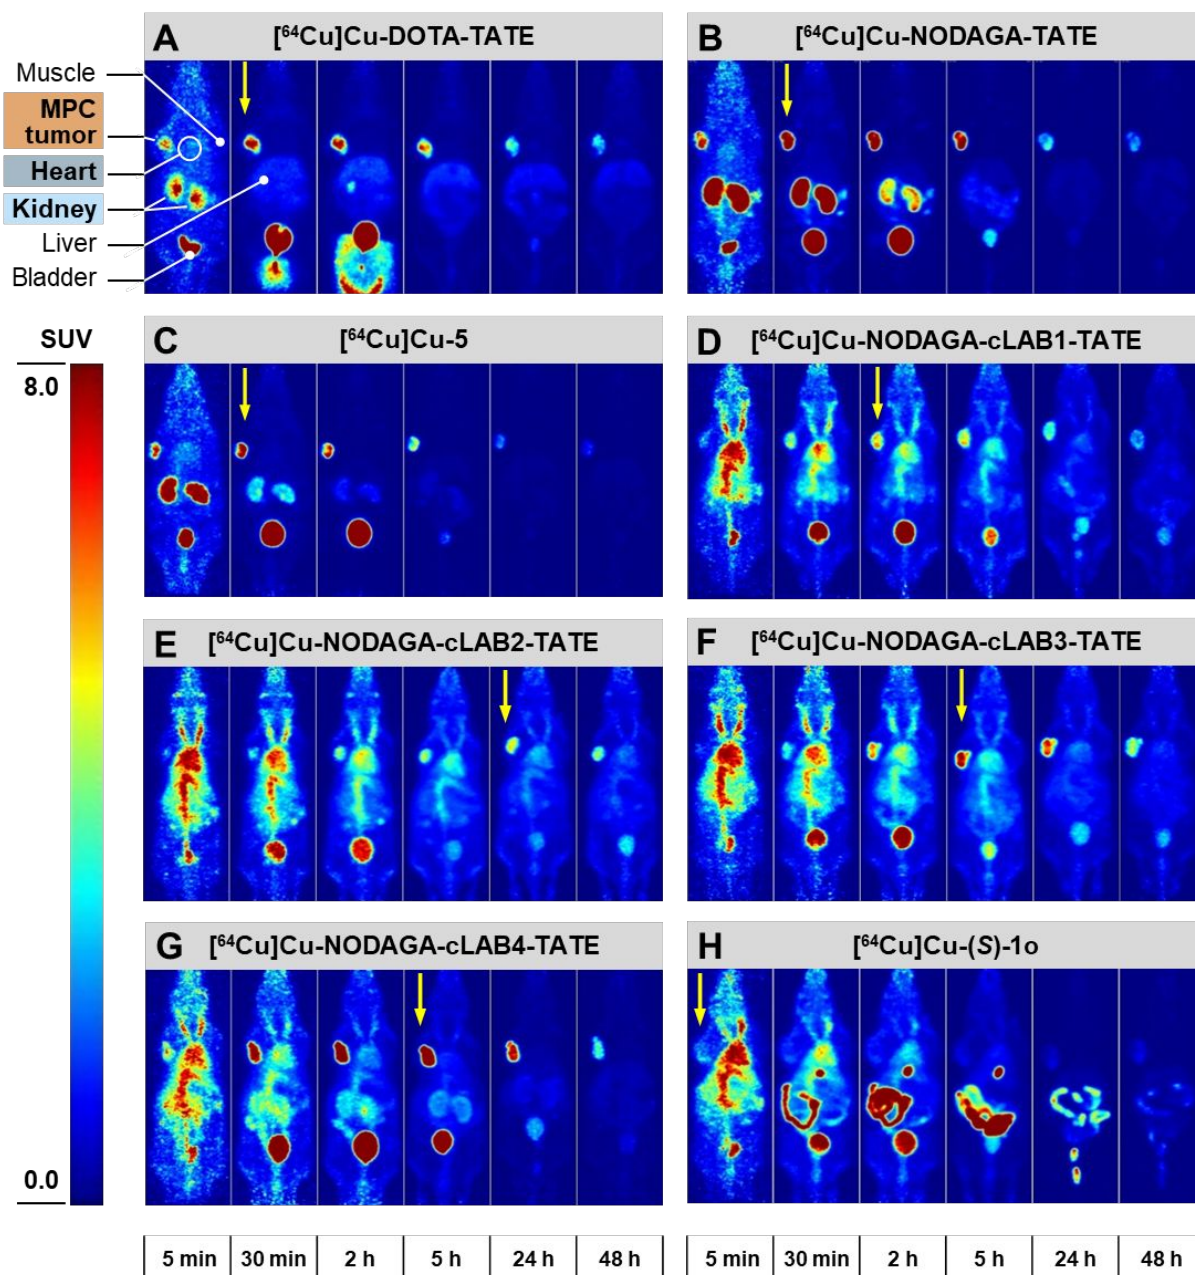 A [⁶⁴Cu]Cu-DOTA-TATE
B [⁶⁴Cu]Cu-NODAGA-TATE
Muscle
MPC
tumor
Heart
Kidney
Liver
Bladder
SUV
8.0
0.0
C [⁶⁴Cu]Cu-5
D [⁶⁴Cu]Cu-NODAGA-cLAB1-TATE
E [⁶⁴Cu]Cu-NODAGA-cLAB2-TATE
F [⁶⁴Cu]Cu-NODAGA-cLAB3-TATE
G [⁶⁴Cu]Cu-NODAGA-cLAB4-TATE
H [⁶⁴Cu]Cu-(S)-1o
5 min 30 min 2 h 5 h 24 h 48 h
5 min 30 min 2 h 5 h 24 h 48 h